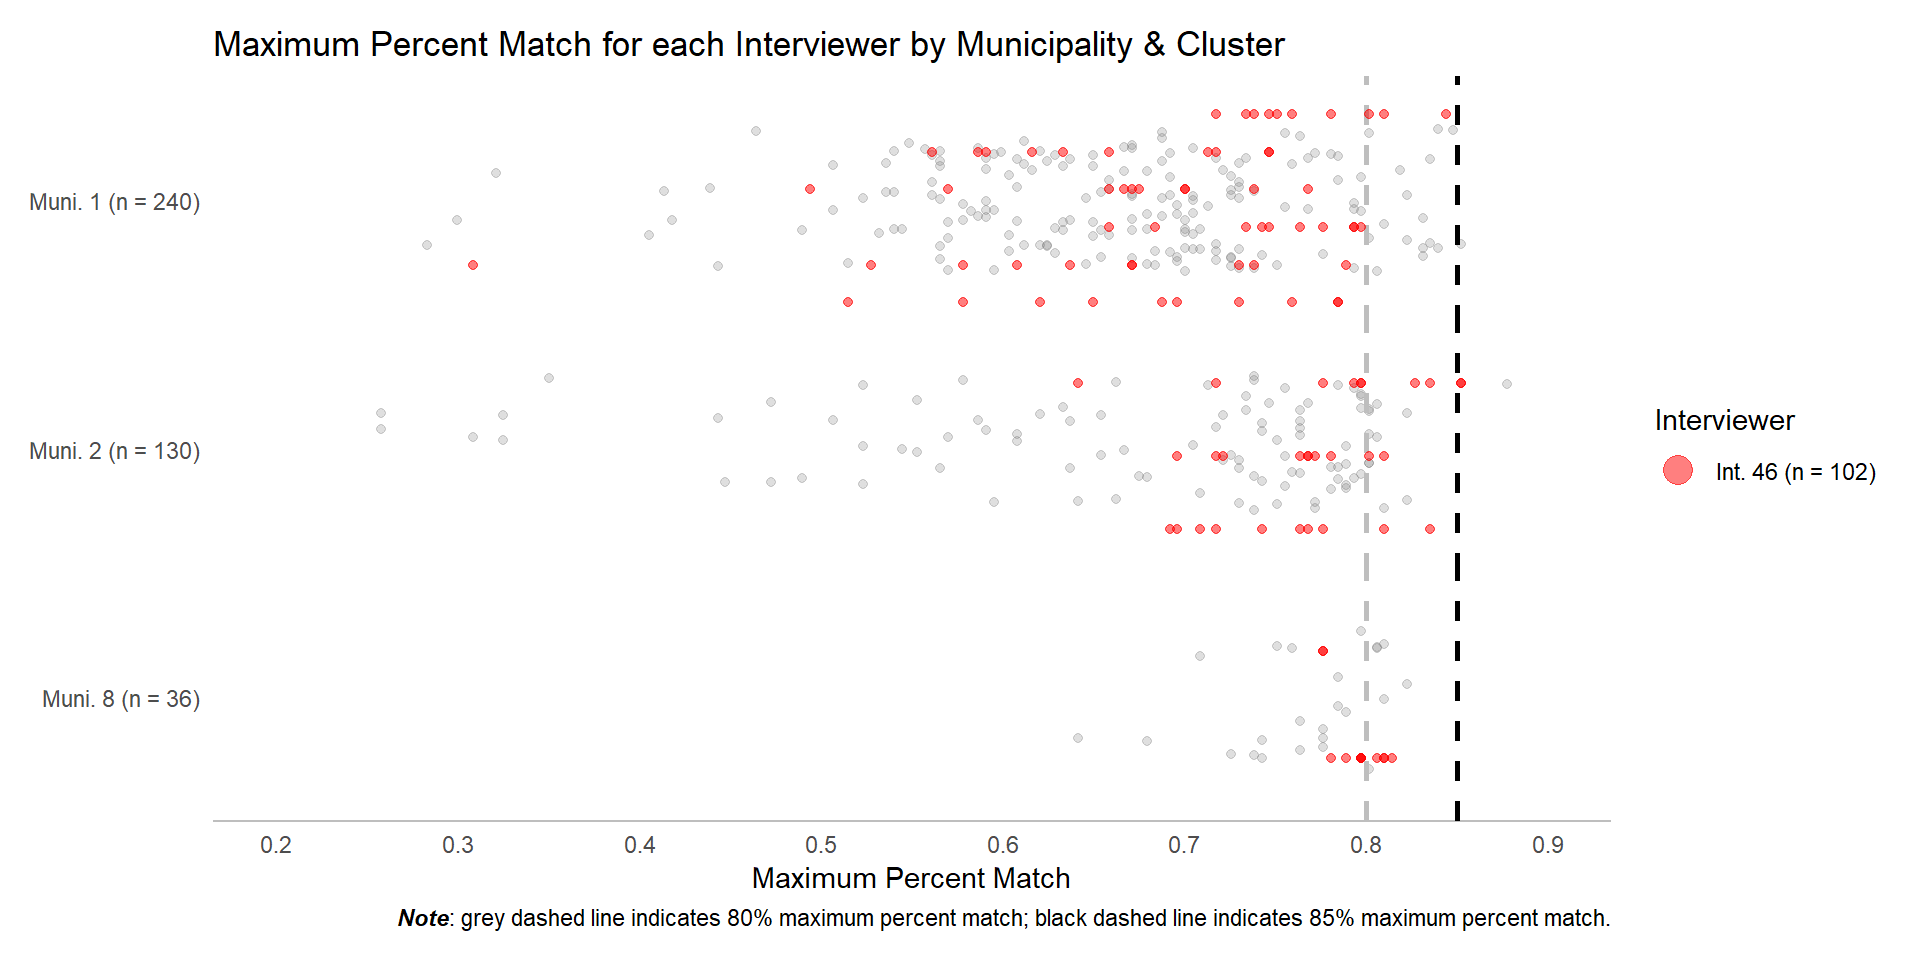 Maximum Percent Match for each Interviewer by Municipality & Cluster
Muni. 1 (n = 240)
Muni. 2 (n = 130)
Muni. 8 (n = 36)
Interviewer
Int. 46 (n = 102)
0.2 0.3 0.4 0.5 0.6 0.7 0.8 0.9
Maximum Percent Match
Note: grey dashed line indicates 80% maximum percent match; black dashed line indicates 85% maximum percent match.